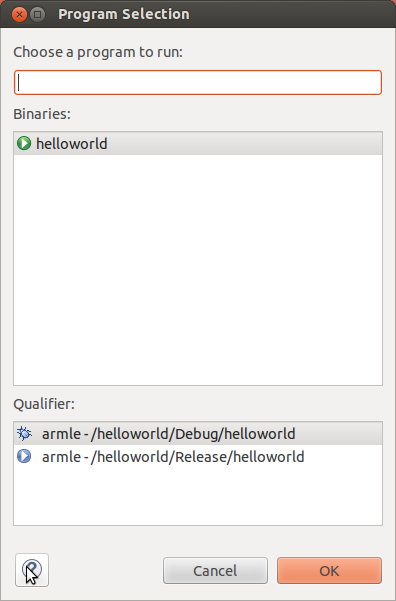 Program Selection
Choose a program to run:
Binaries:
helloworld
Qualifier:
armle - /helloworld/Debug/helloworld
armle - /helloworld/Release/helloworld
Cancel
OK